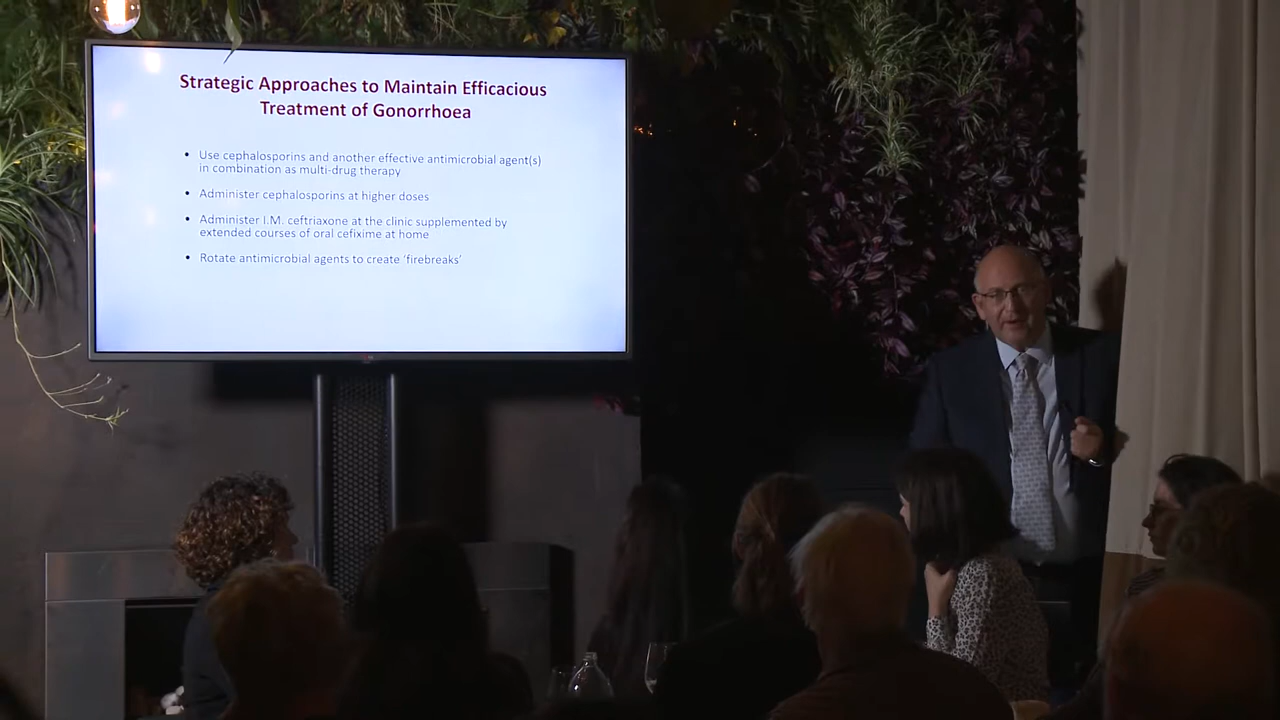 Strategic Approaches to Maintain Efficacious
Treatment of Gonorrhoea
• Use cephalosporins and another effective antimicrobial agent(s)
in combination as multi-drug therapy
• Administer cephalosporins at higher doses
• Administer I.M. ceftriaxone at the clinic supplemented by
extended courses of oral cefixime at home
• Rotate antimicrobial agents to create ‘firebreaks’